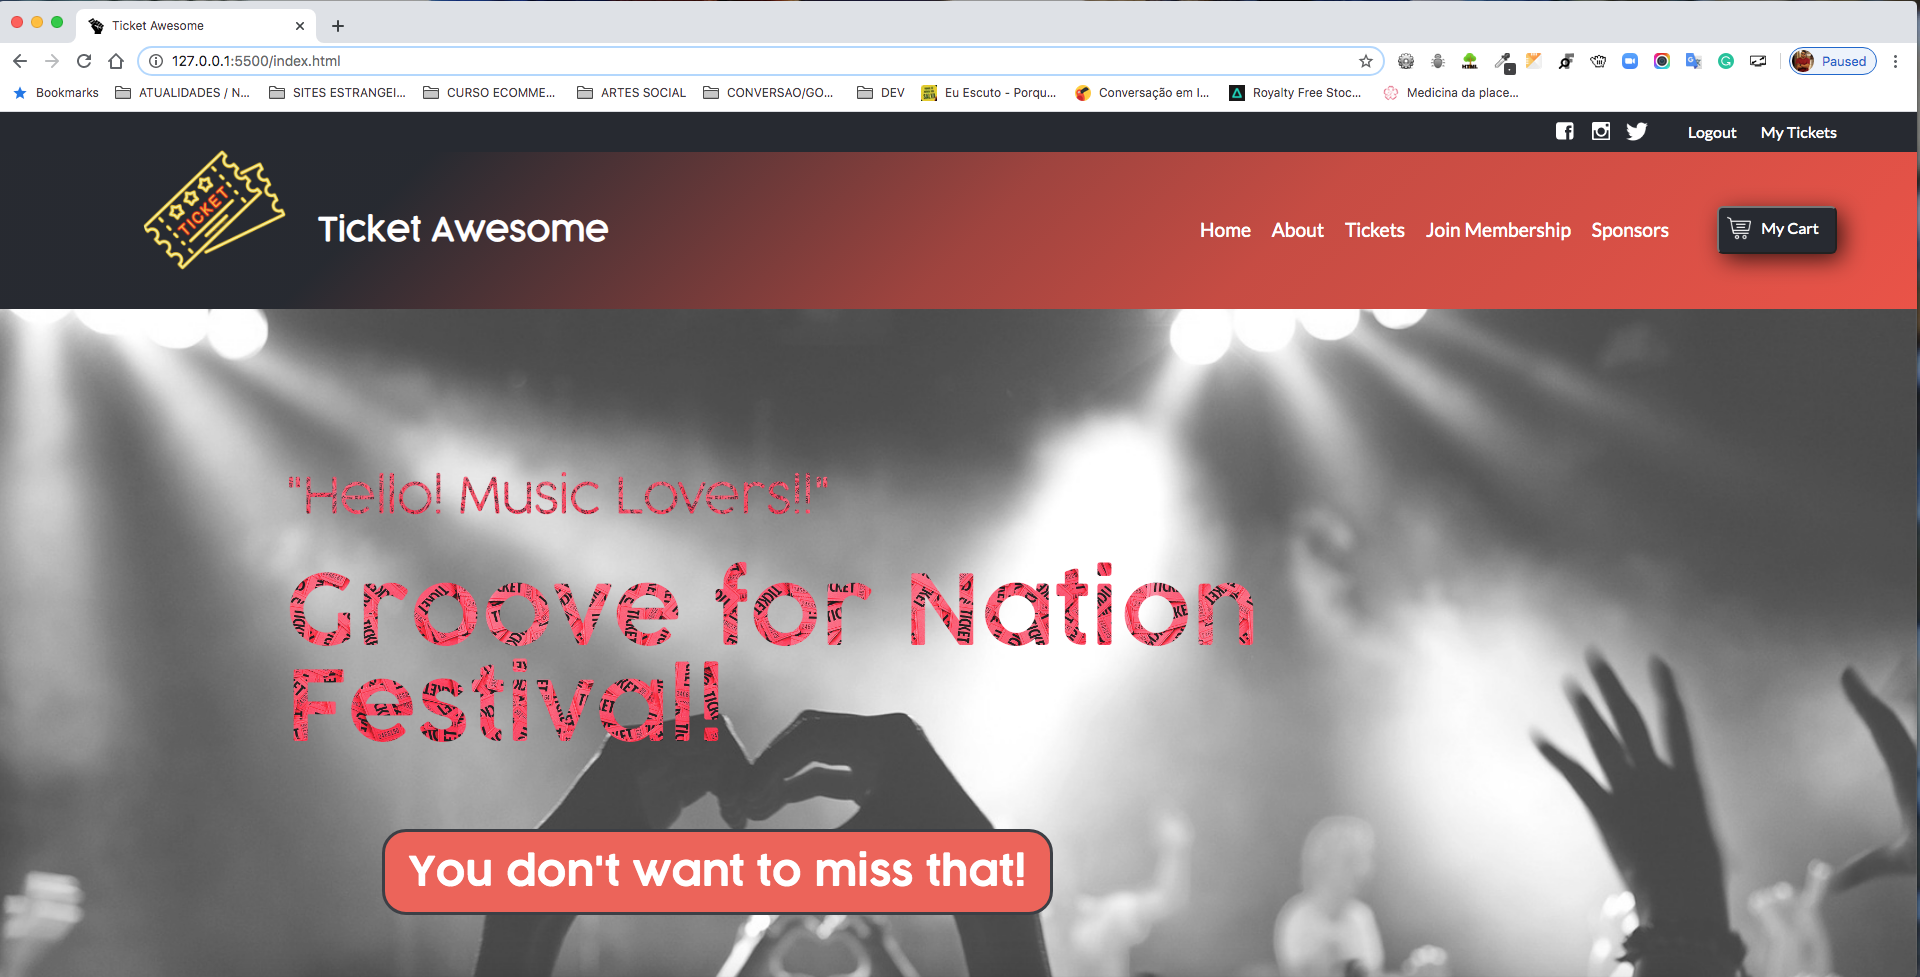 Ticket Awesome
127.0.0.1:5500/index.html
Paused
Bookmarks
ATUALIDADES / N...
SITES ESTRANGEI...
CURSO ECOMME...
ARTES SOCIAL
CONVERSAO/GO...
DEV
Eu Escuto - Porqu...
Conversação em I...
Royalty Free Stoc...
Medicina da place...
Logout
My Tickets
TICKET
Ticket Awesome
Home
About
Tickets
Join Membership
Sponsors
My Cart
"Hello! Music Lovers!!"
Groove for Nation
Festival!
You don't want to miss that!